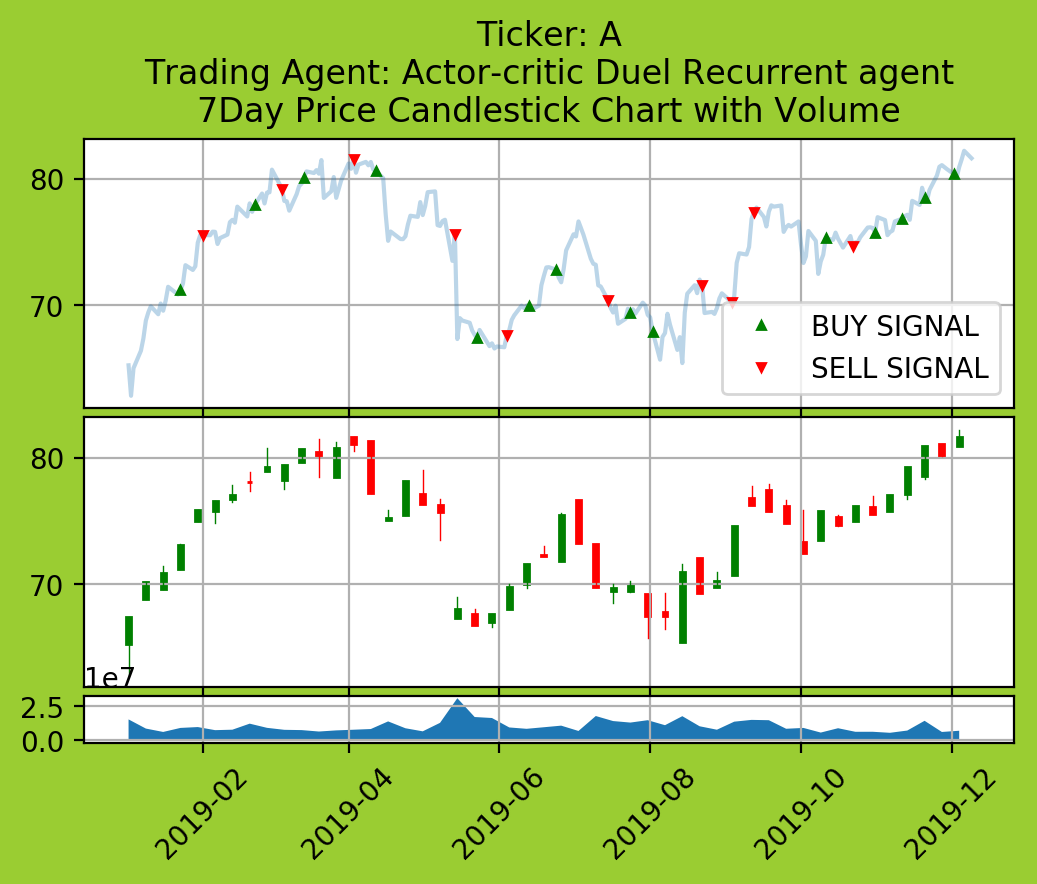 Ticker: A
Trading Agent: Actor-critic Duel Recurrent agent
7Day Price Candlestick Chart with Volume
80
70
BUY SIGNAL
SELL SIGNAL
80
70
1e7
2.5
0.0
2019-02
2019-04
2019-06
2019-08
2019-10
2019-12